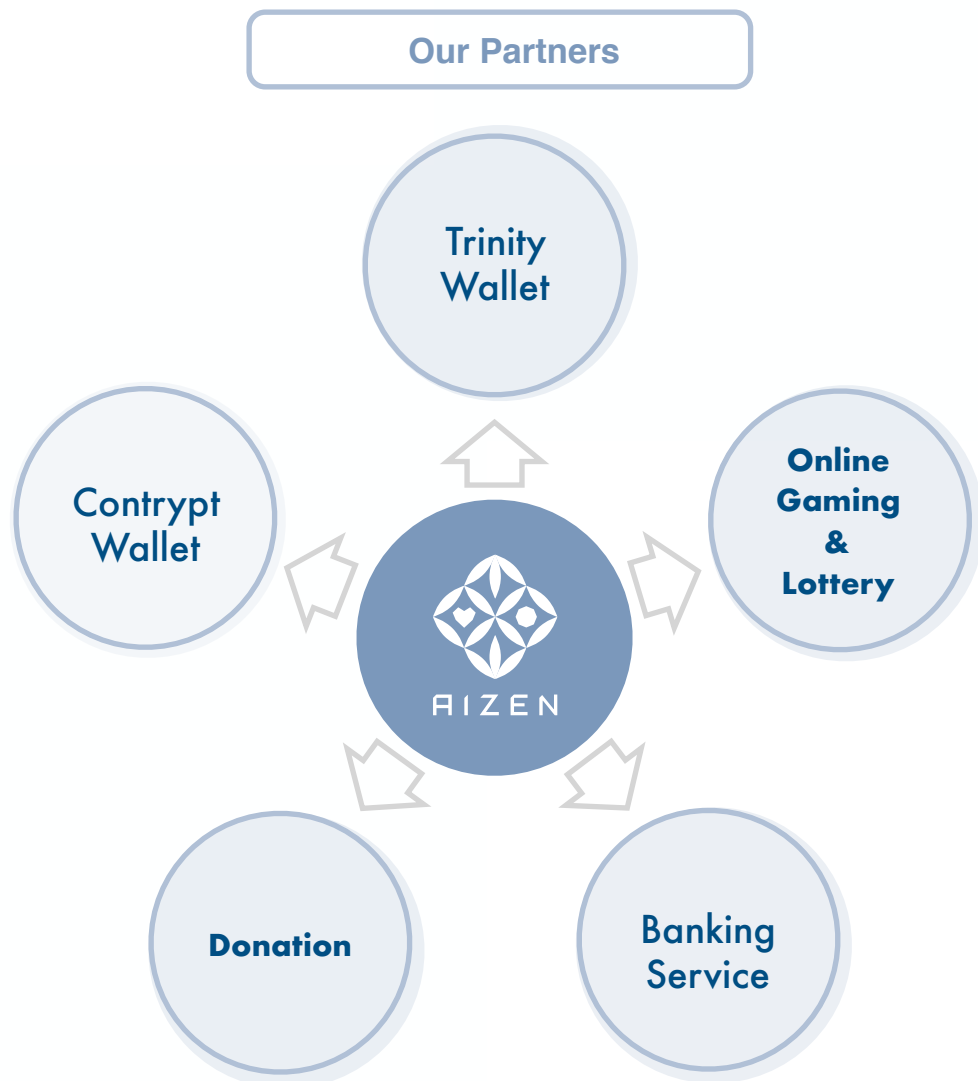 Our Partners
Trinity
Wallet
Contrypt
Wallet
Online
Gaming
&
Lottery
AIZEN
Donation
Banking
Service